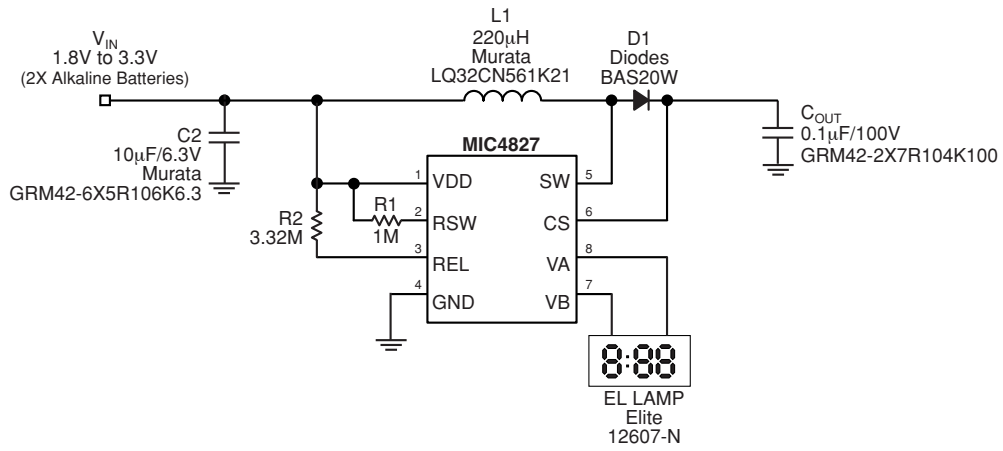 VIN
1.8V to 3.3V
(2X Alkaline Batteries)
L1
220µH
Murata
LQ32CN561K21
D1
Diodes
BAS20W
C2
10µF/6.3V
Murata
GRM42-6X5R106K6.3
COUT
0.1µF/100V
GRM42-2X7R104K100
MIC4827
R2
3.32M
R1
1M
1 VDD
2 RSW
3 REL
4 GND
SW 5
CS 6
VA 8
VB 7
8:88
EL LAMP
Elite
12607-N